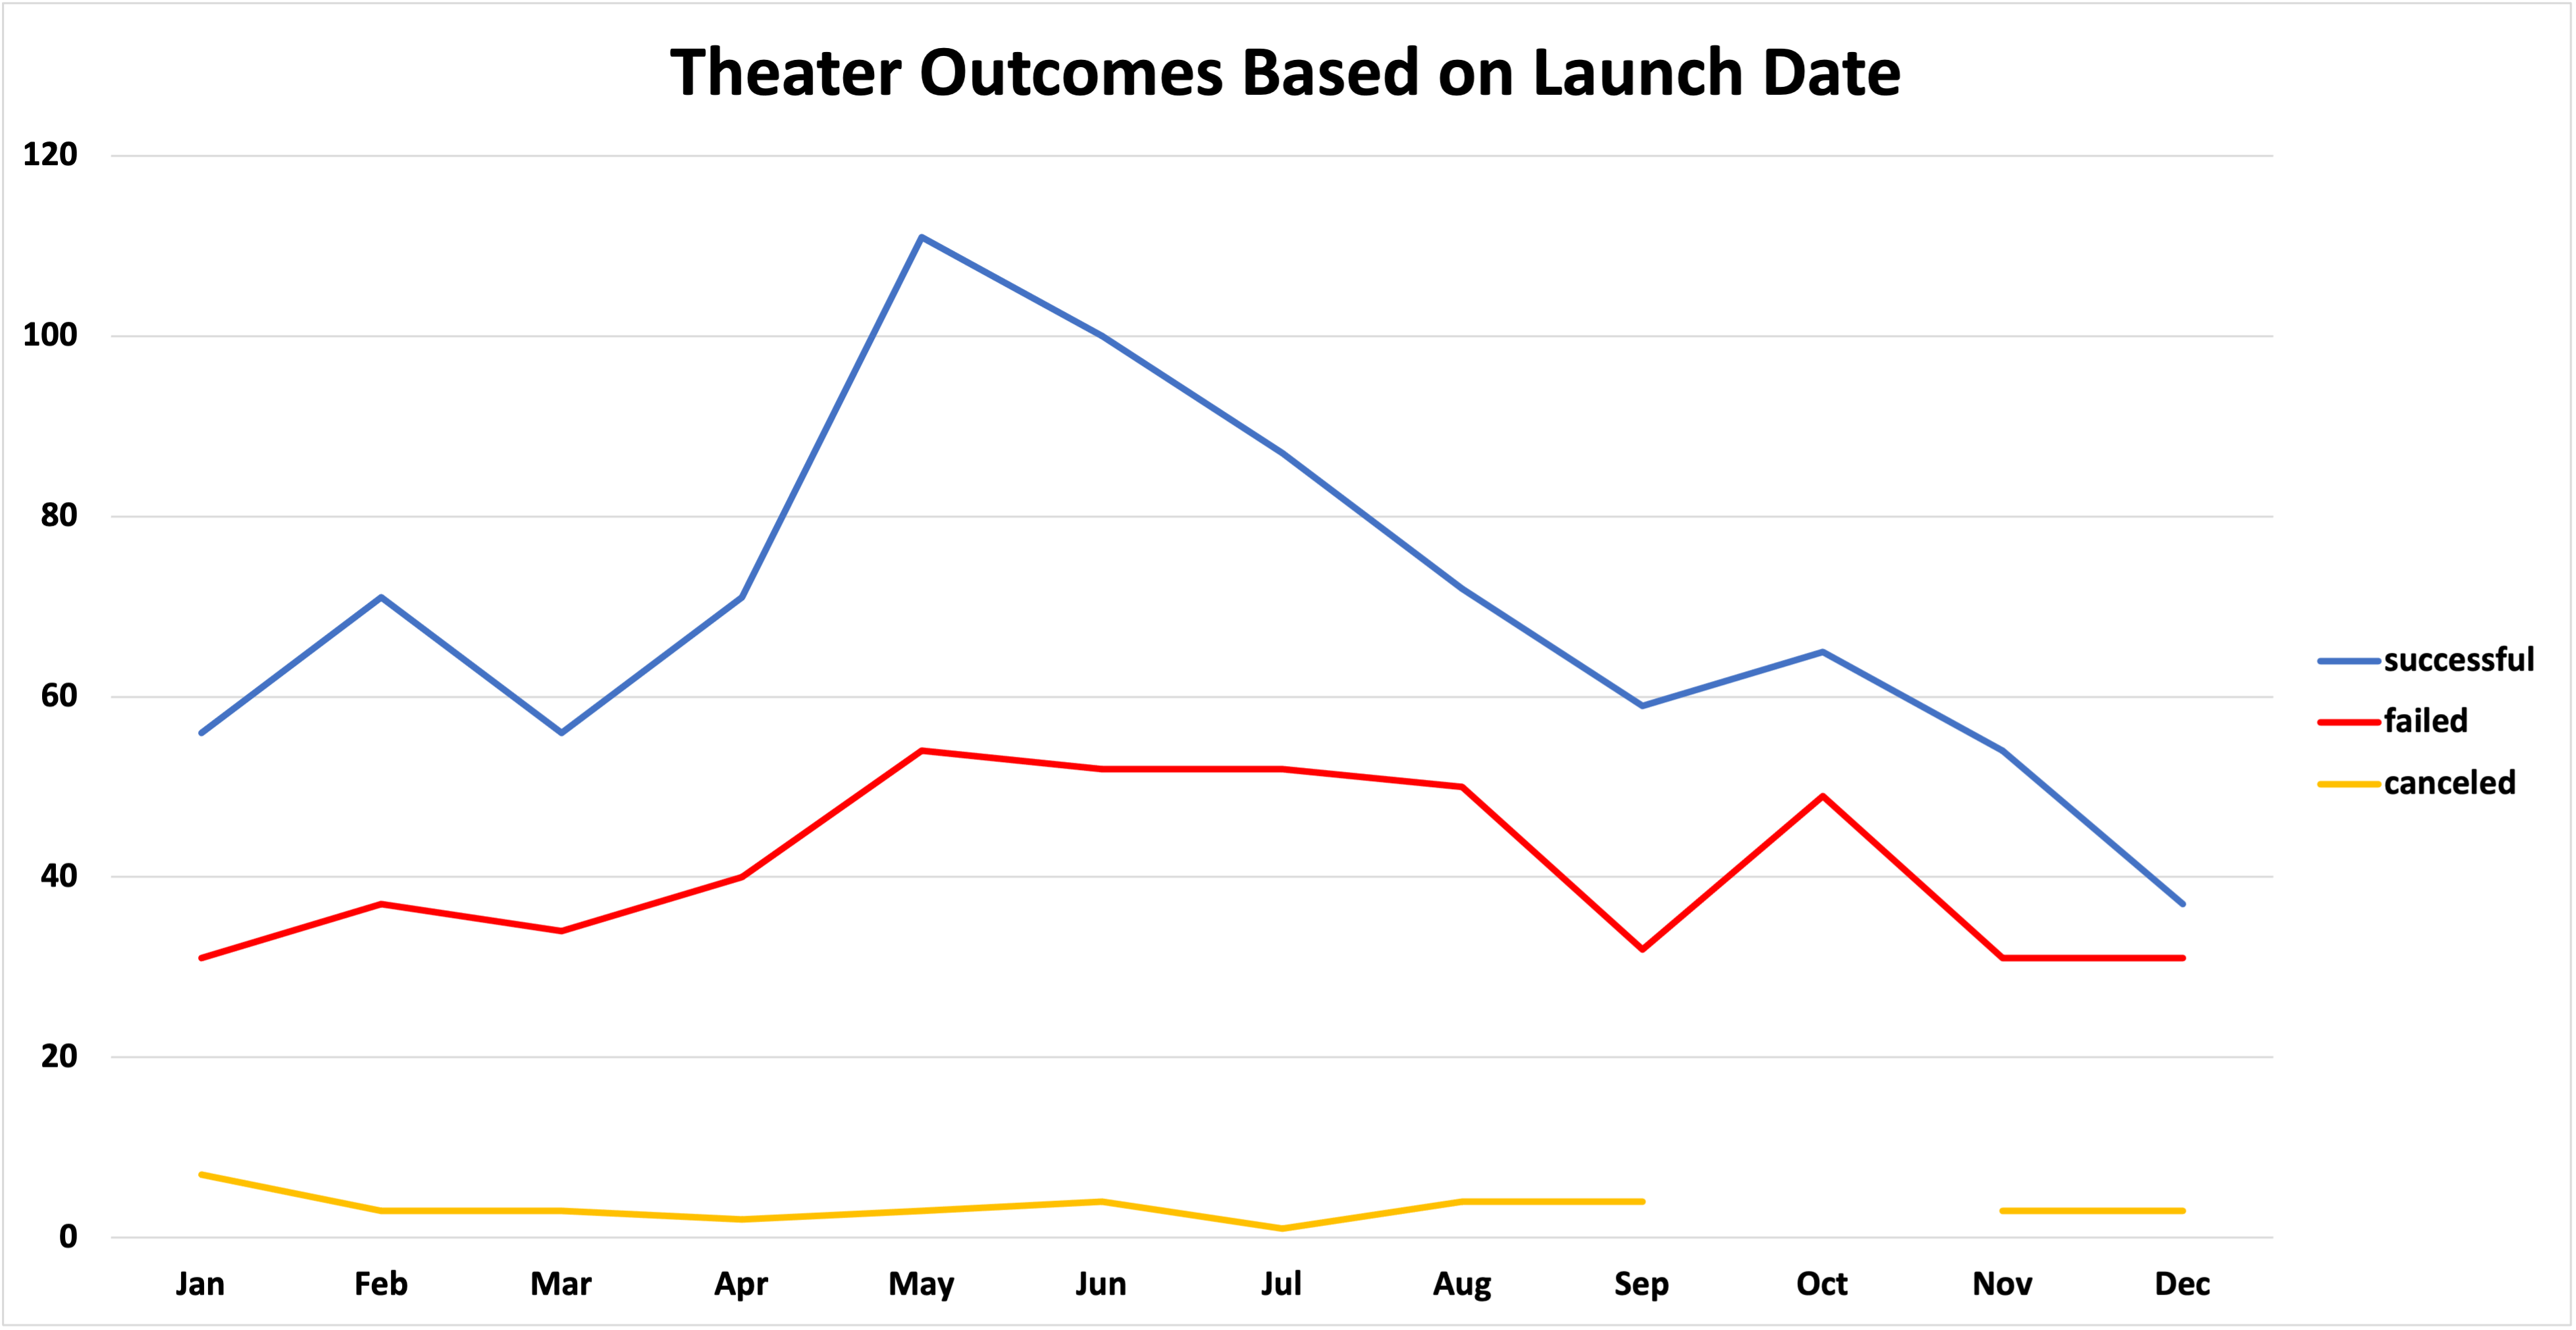 Theater Outcomes Based on Launch Date
120
100
80
60
40
20
0
Jan Feb Mar Apr May Jun Jul Aug Sep Oct Nov Dec
successful
failed
canceled